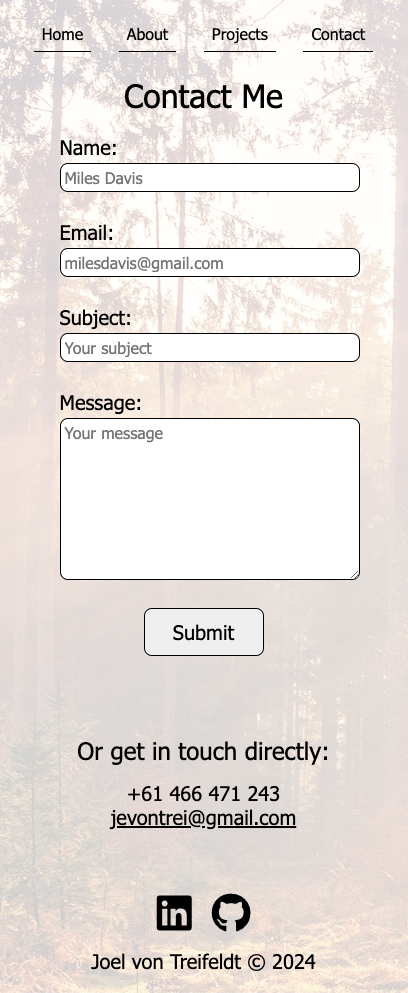 Home About Projects Contact
Contact Me
Name:
Miles Davis
Email:
milesdavis@gmail.com
Subject:
Your subject
Message:
Your message
Submit
Or get in touch directly:
+61 466 471 243
jevontrei@gmail.com
in
Joel von Treifeldt © 2024